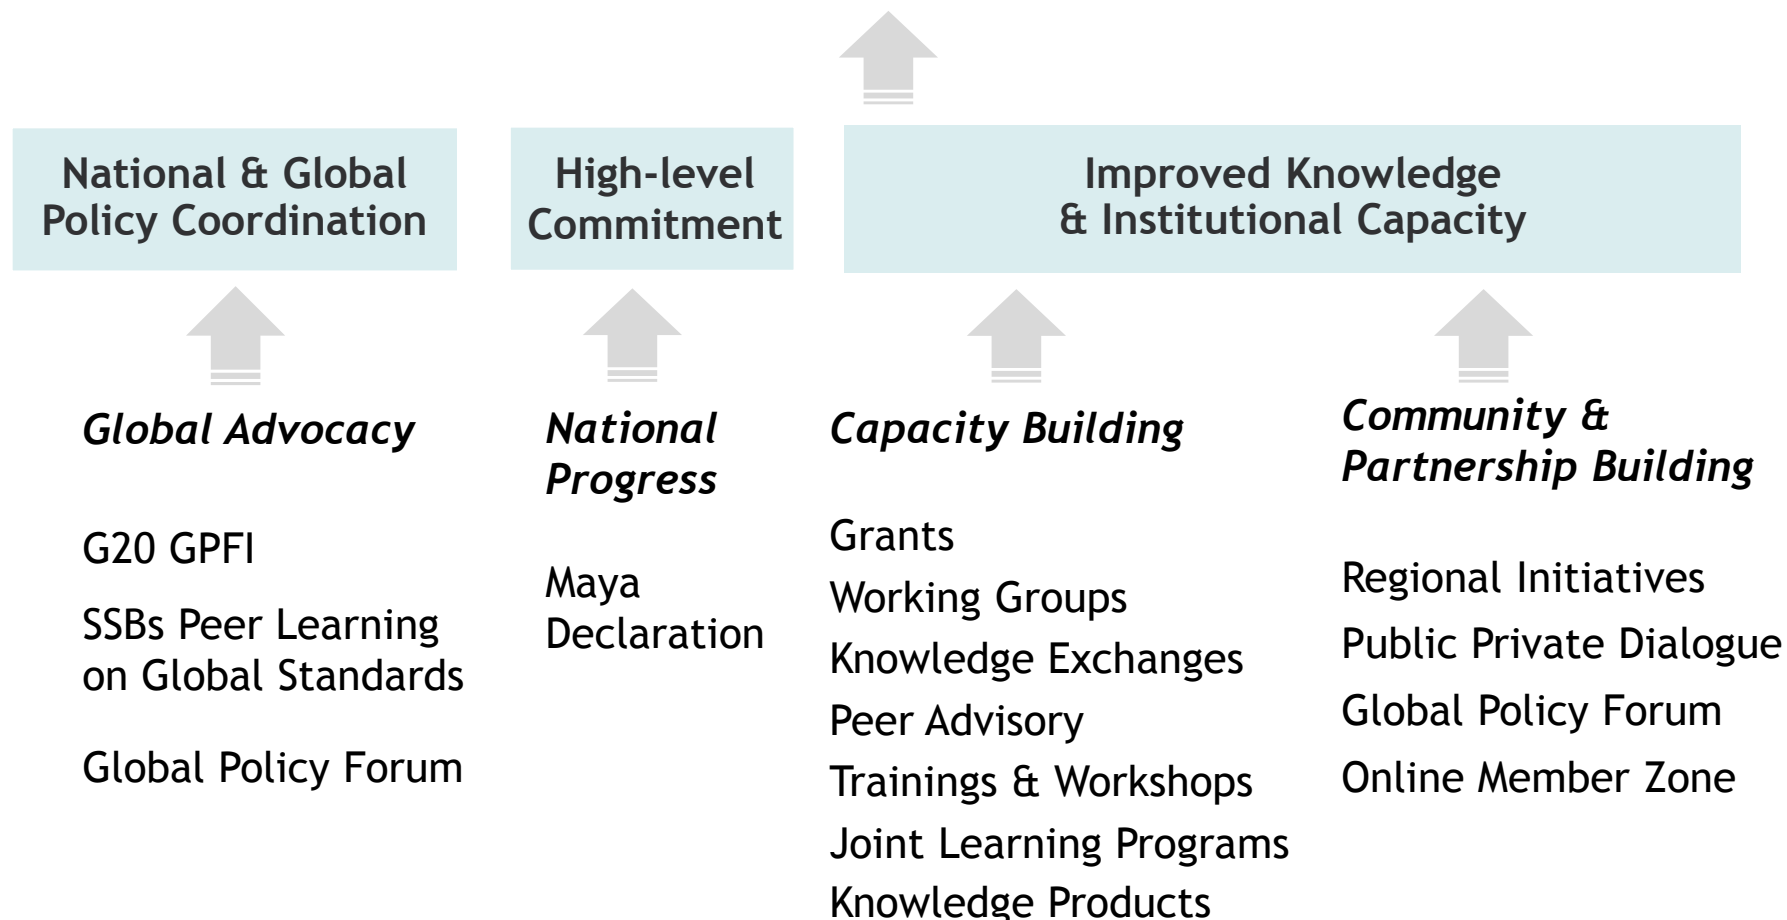 National & Global
Policy Coordination
High-level
Commitment
Improved Knowledge
& Institutional Capacity
Global Advocacy
G20 GPFI
SSBs Peer Learning
on Global Standards
Global Policy Forum
National
Progress
Maya
Declaration
Capacity Building
Grants
Working Groups
Knowledge Exchanges
Peer Advisory
Trainings & Workshops
Joint Learning Programs
Knowledge Products
Community &
Partnership Building
Regional Initiatives
Public Private Dialogue
Global Policy Forum
Online Member Zone